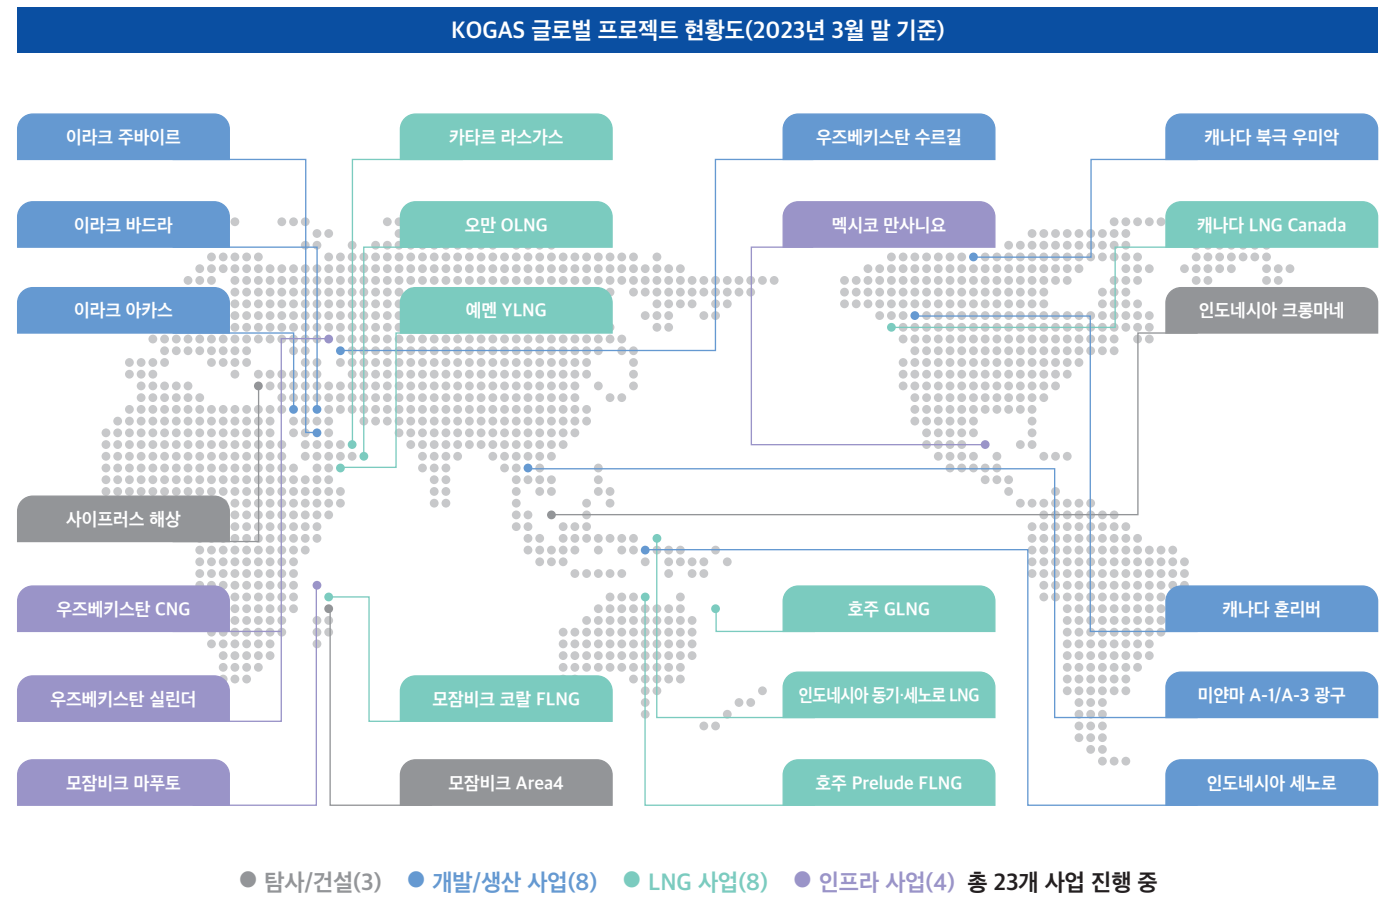 KOGAS 글로벌 프로젝트 현황도(2023년 3월 말 기준)
이라크 주바이르
카타르 라스가스
우즈베키스탄 수르길
캐나다 북극 우미악
이라크 바드라
오만 OLNG
멕시코 만사니요
캐나다 LNG Canada
이라크 아카스
예멘 YLNG
인도네시아 크롱마네
사이프러스 해상
우즈베키스탄 CNG
호주 GLNG
캐나다 혼리버
우즈베키스탄 실린더
모잠비크 코랄 FLNG
인도네시아 동기·세노로 LNG
미얀마 A-1/A-3 광구
모잠비크 마푸토
모잠비크 Area4
호주 Prelude FLNG
인도네시아 세노로
탐사/건설(3) 개발/생산 사업(8) LNG 사업(8) 인프라 사업(4) 총 23개 사업 진행 중